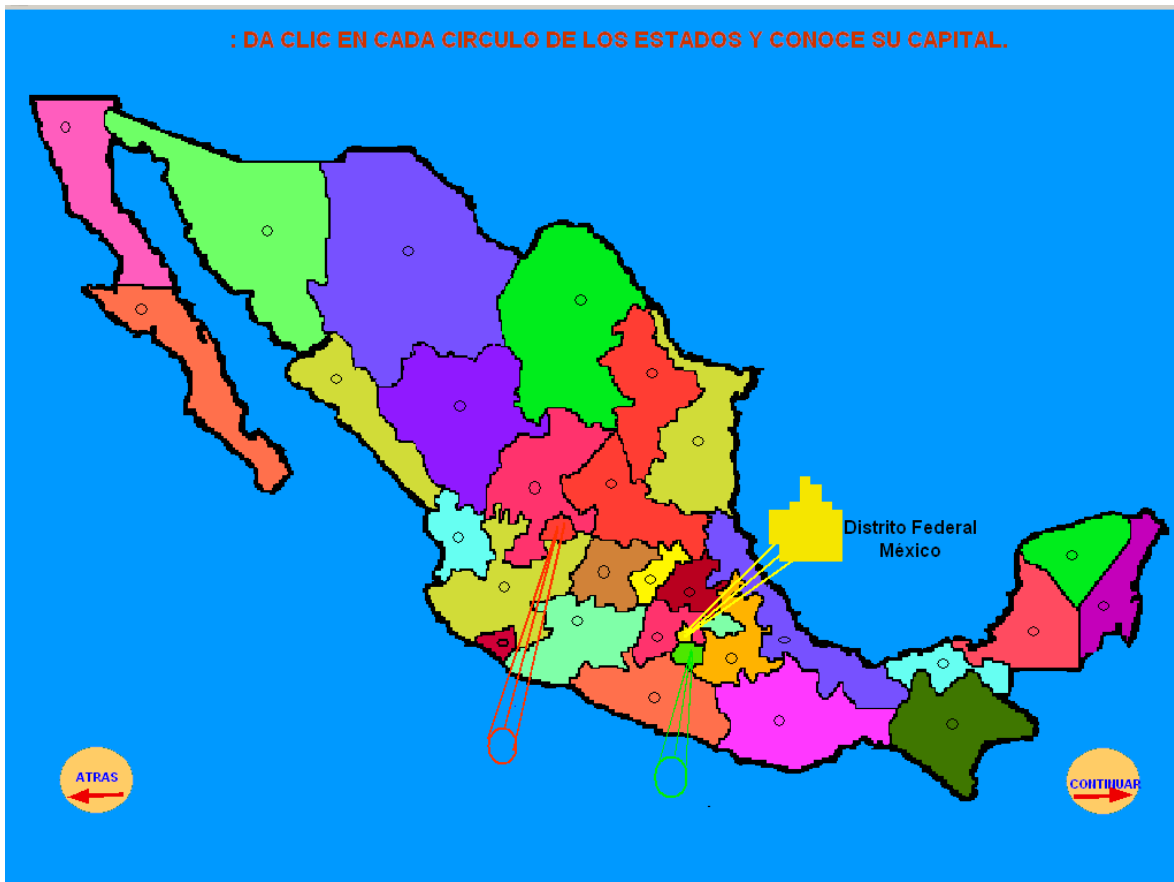 : DA CLIC EN CADA CIRCULO DE LOS ESTADOS Y CONOCE SU CAPITAL.
Distrito Federal
México
ATRAS
CONTINUAR